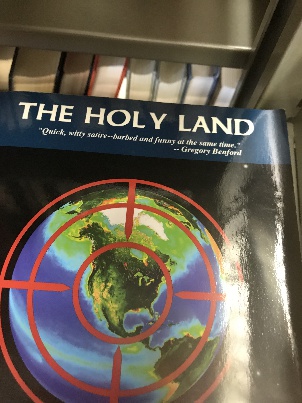 THE HOLY LAND
"Quick, witty satire--barbed and funny at the same time."
-- Gregory Benford